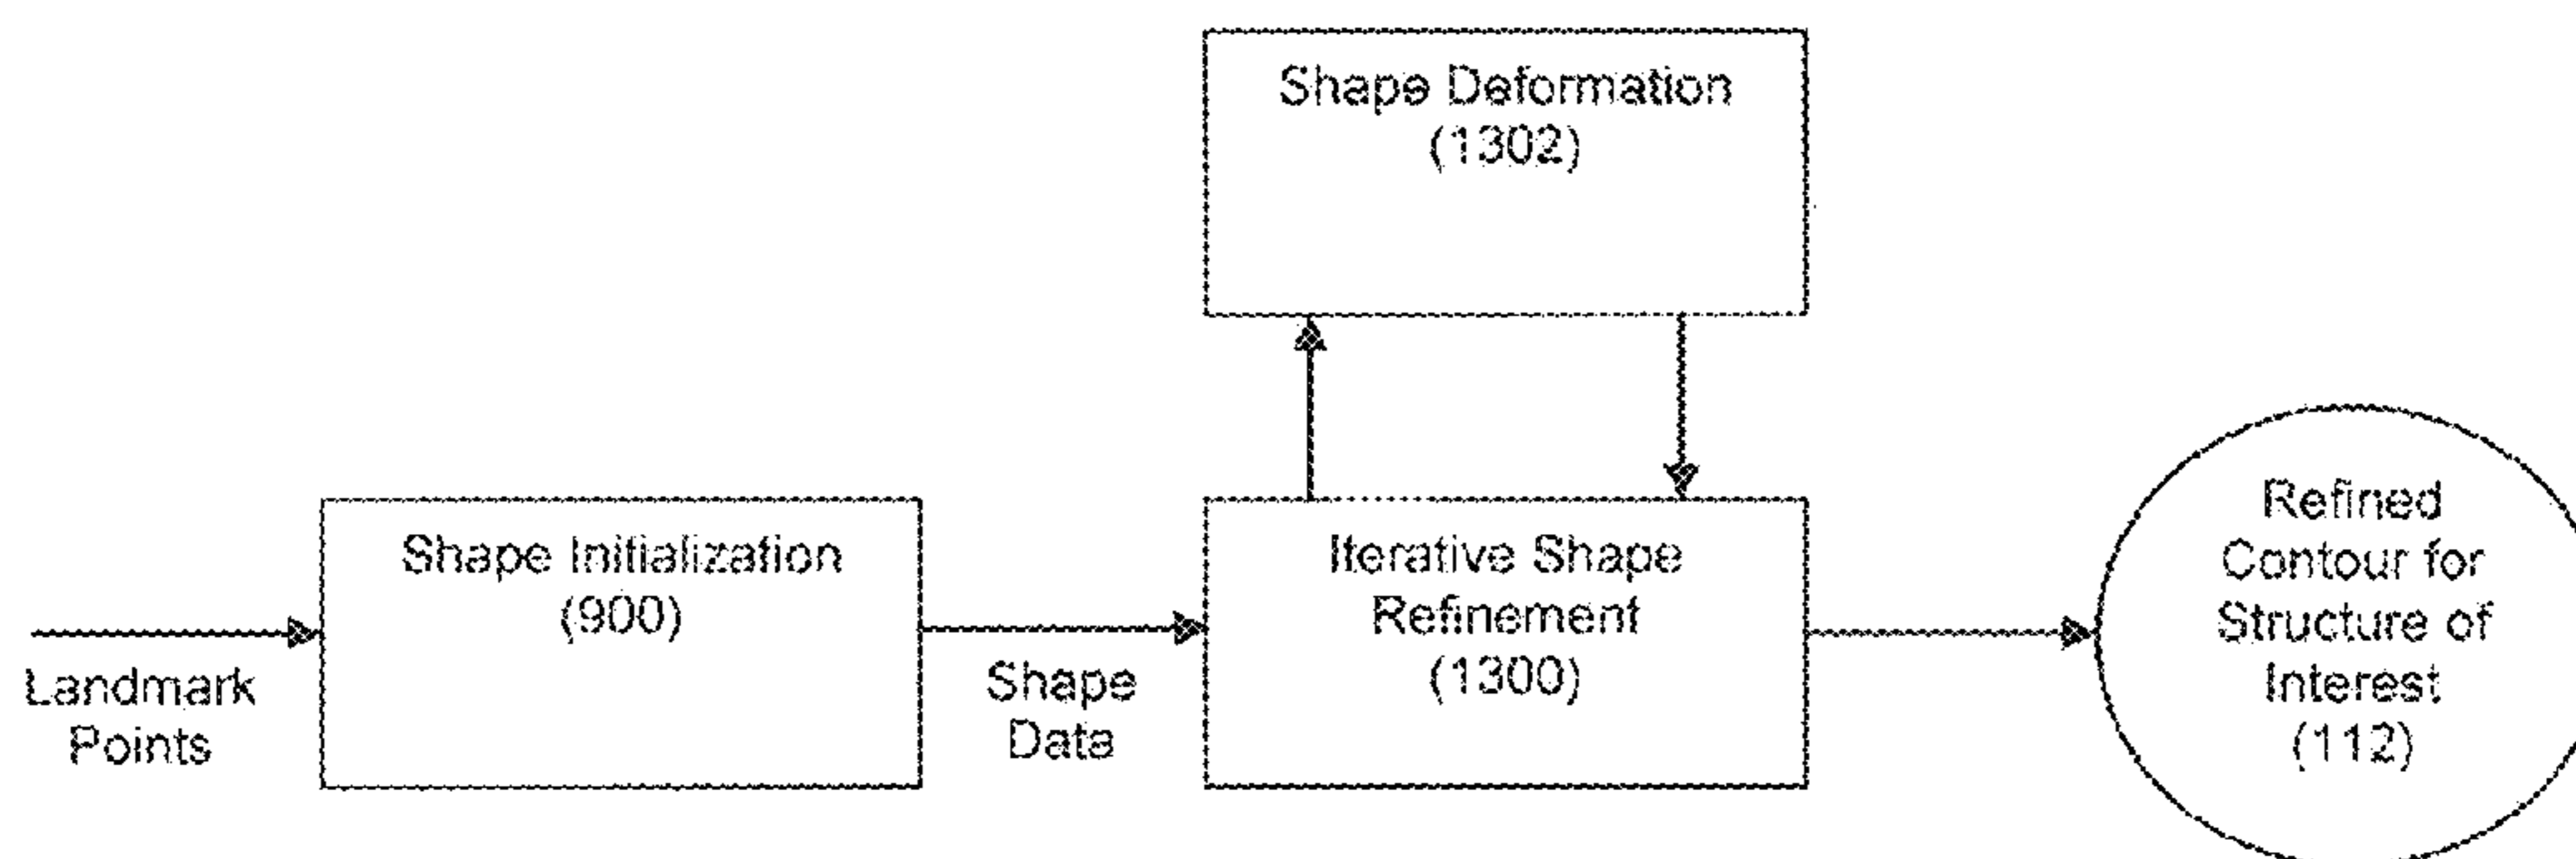 Shape Deformation
(1302)
Shape Initialization
(900)
Iterative Shape
Refinement
(1300)
Refined
Contour for
Structure of
Interest
(112)
Landmark
Points
Shape
Data